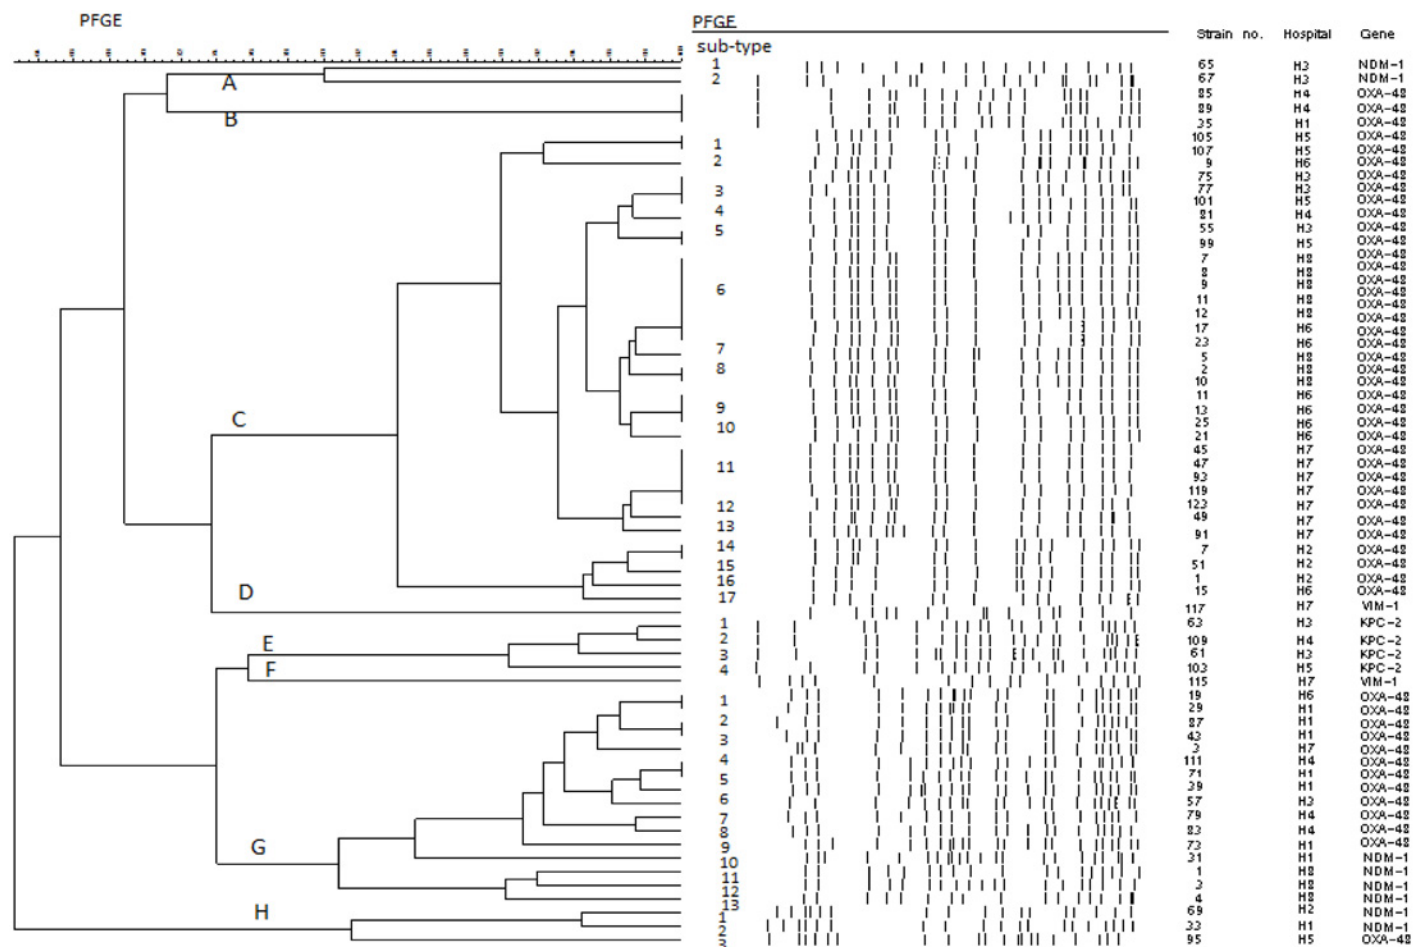 PFGE
PFGE
sub-type
Strain no. Hospital Gene
1 65 H3 NDM-1
2 67 H3 NDM-1
A
85 H4 OXA-48
B
89 H4 OXA-48
35 H1 OXA-48
1 105 H5 OXA-48
107 H5 OXA-48
2 9 H6 OXA-48
75 H3 OXA-48
3 77 H3 OXA-48
101 H5 OXA-48
4 81 H4 OXA-48
5 55 H3 OXA-48
99 H5 OXA-48
7 H8 OXA-48
8 H8 OXA-48
6 9 H8 OXA-48
11 H8 OXA-48
12 H8 OXA-48
17 H6 OXA-48
23 H6 OXA-48
7 5 H8 OXA-48
8 2 H8 OXA-48
10 H8 OXA-48
11 H6 OXA-48
9 13 H6 OXA-48
C
25 H6 OXA-48
10 21 H6 OXA-48
45 H7 OXA-48
11 47 H7 OXA-48
93 H7 OXA-48
119 H7 OXA-48
12 123 H7 OXA-48
49 H7 OXA-48
13 91 H7 OXA-48
14 7 H2 OXA-48
15 51 H2 OXA-48
16 1 H2 OXA-48
D
17 15 H6 OXA-48
117 H7 VIM-1
1 63 H3 KPC-2
2 109 H4 KPC-2
E
3 61 H3 KPC-2
F
4 103 H5 KPC-2
115 H7 VIM-1
1 19 H6 OXA-48
29 H1 OXA-48
2 87 H1 OXA-48
3 43 H1 OXA-48
3 H7 OXA-48
4 111 H4 OXA-48
5 71 H1 OXA-48
39 H1 OXA-48
6 57 H3 OXA-48
7 79 H4 OXA-48
8 83 H4 OXA-48
G
9 73 H1 OXA-48
10 31 H1 NDM-1
11 1 H8 NDM-1
12 3 H8 NDM-1
13 4 H8 NDM-1
H
1 69 H2 NDM-1
2 33 H1 NDM-1
3 95 H5 OXA-48